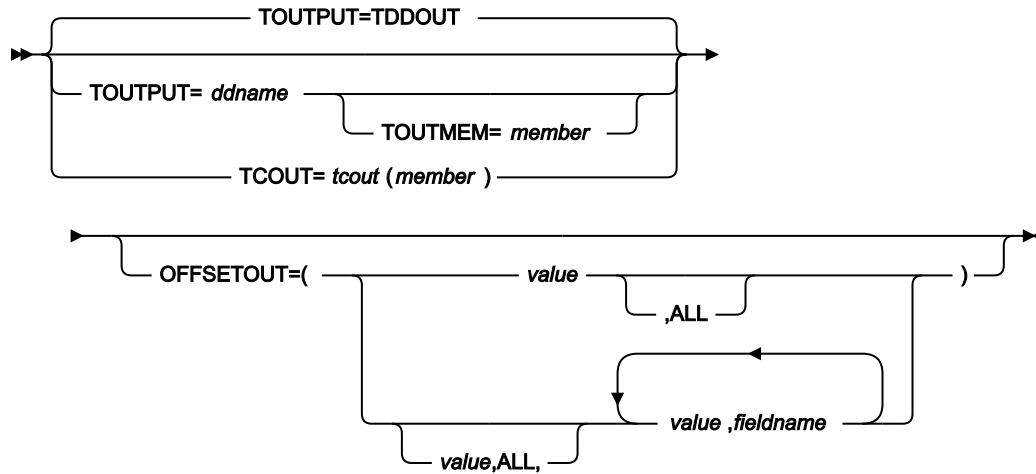 TOUTPUT=TDDOUT
TOUTPUT= ddname
TOUTMEM= member
TCOUT= tcout ( member )
OFFSETOUT=( value )
,ALL
value ,fieldname
value,ALL,